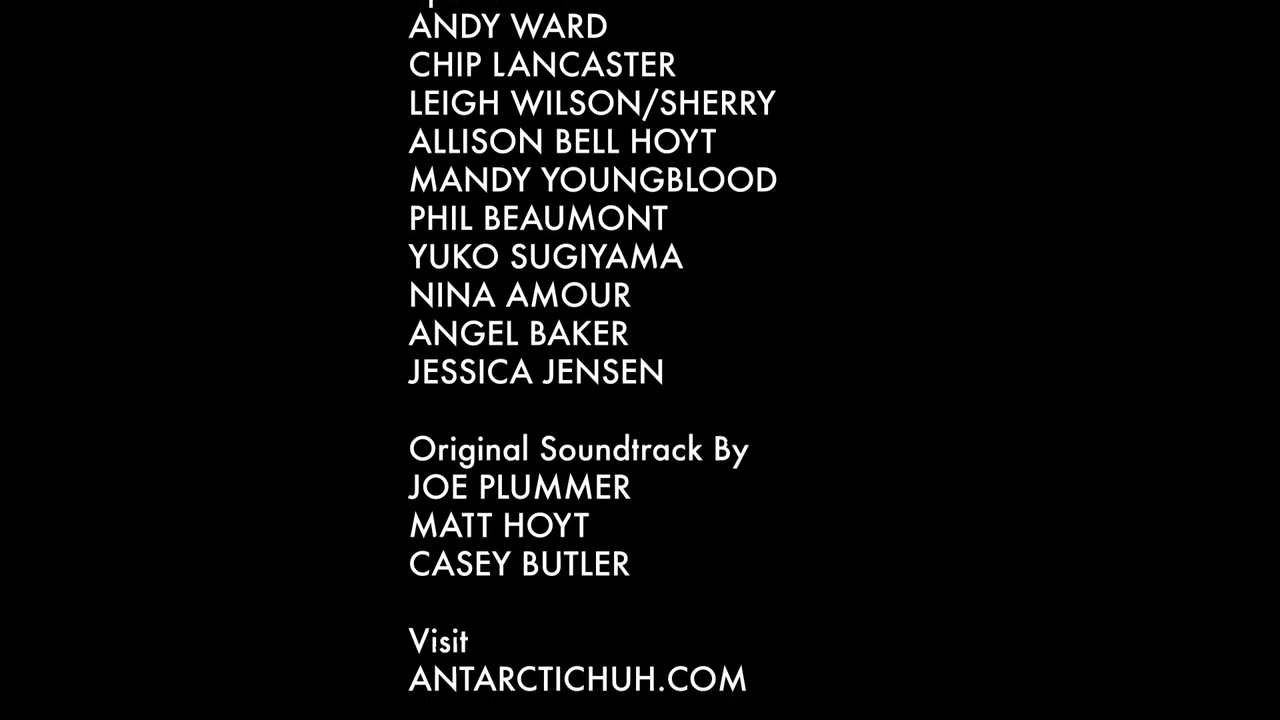 ANDY WARD
CHIP LANCASTER
LEIGH WILSON/SHERRY
ALLISON BELL HOYT
MANDY YOUNGBLOOD
PHIL BEAUMONT
YUKO SUGIYAMA
NINA AMOUR
ANGEL BAKER
JESSICA JENSEN
Original Soundtrack By
JOE PLUMMER
MATT HOYT
CASEY BUTLER
Visit
ANTARCTICHUH.COM